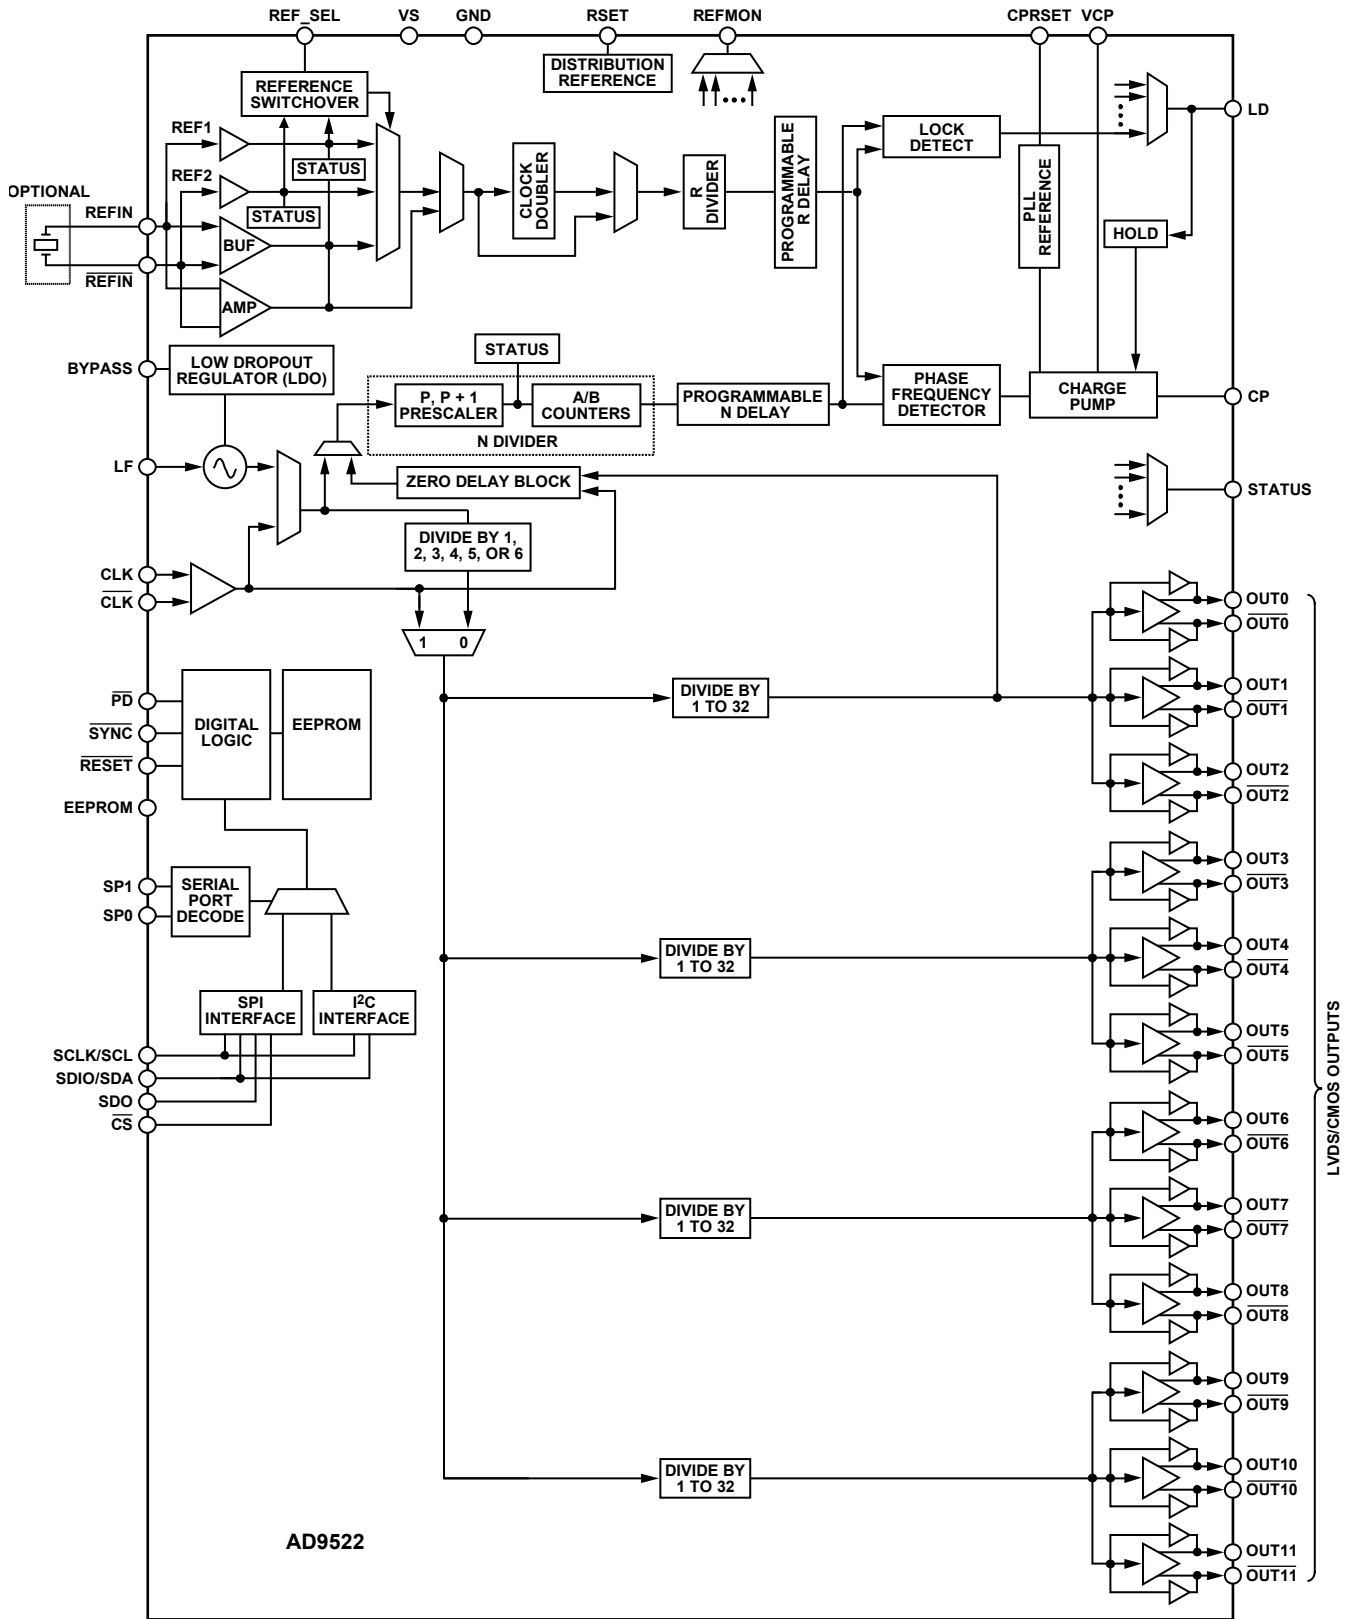 REF_SEL VS GND RSET REFMON CPRSET VCP
DISTRIBUTION
REFERENCE
REFERENCE
SWITCHOVER
REF1
STATUS
REF2
STATUS
BUF
AMP
OPTIONAL
REFIN
REFIN
CLOCK
DOUBLER
R
DIVIDER
PROGRAMMABLE
R DELAY
LOCK
DETECT
PLL
REFERENCE
LD
HOLD
BYPASS
LOW DROPOUT
REGULATOR (LDO)
STATUS
P, P + 1
PRESCALER
A/B
COUNTERS
N DIVIDER
PROGRAMMABLE
N DELAY
PHASE
FREQUENCY
DETECTOR
CHARGE
PUMP
CP
LF
ZERO DELAY BLOCK
STATUS
DIVIDE BY 1,
2, 3, 4, 5, OR 6
CLK
CLK
1 0
PD
SYNC
RESET
EEPROM
DIGITAL
LOGIC
EEPROM
SP1
SP0
SERIAL
PORT
DECODE
SPI
INTERFACE
I²C
INTERFACE
SCLK/SCL
SDIO/SDA
SDO
CS
DIVIDE BY
1 TO 32
DIVIDE BY
1 TO 32
DIVIDE BY
1 TO 32
DIVIDE BY
1 TO 32
OUT0
OUT0
OUT1
OUT1
OUT2
OUT2
OUT3
OUT3
OUT4
OUT4
OUT5
OUT5
OUT6
OUT6
OUT7
OUT7
OUT8
OUT8
OUT9
OUT9
OUT10
OUT10
OUT11
OUT11
LVDS/CMOS OUTPUTS
AD9522